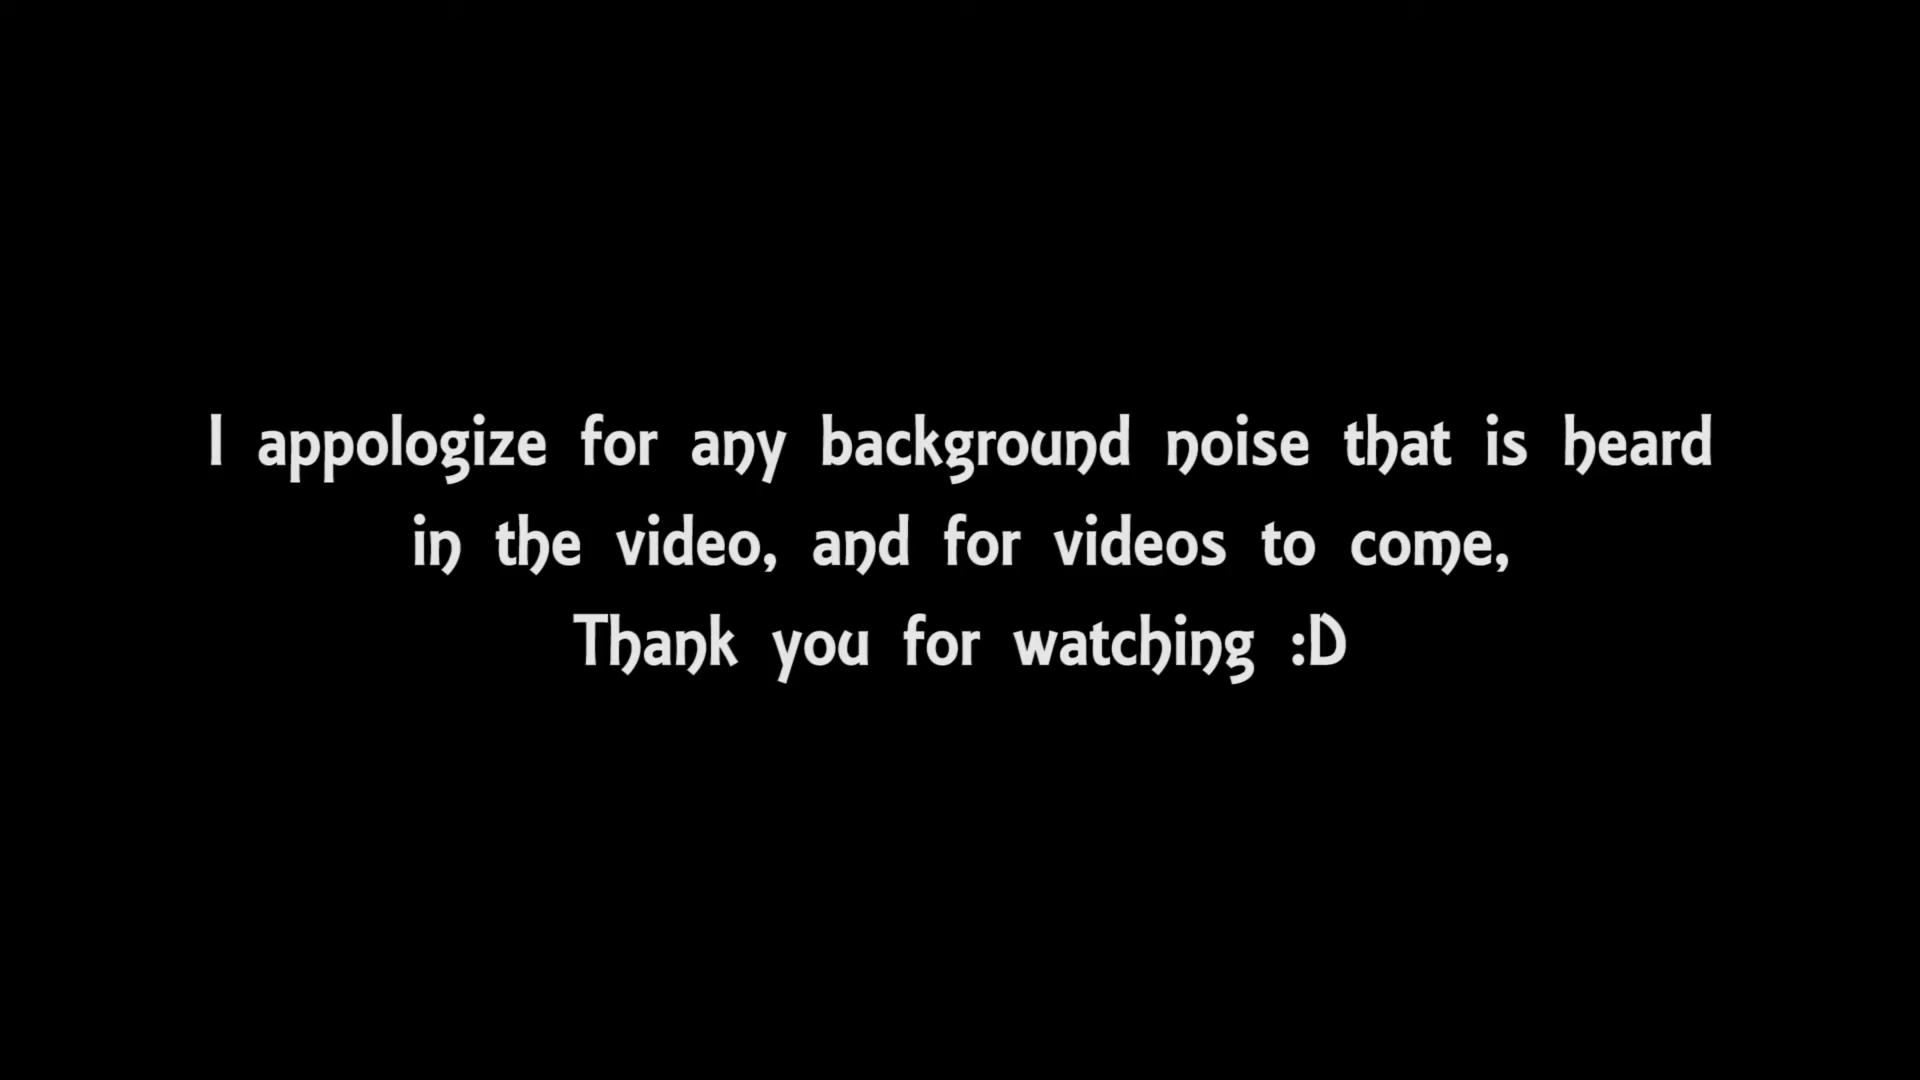 I appologize for any background noise that is heard
in the video, and for videos to come,
Thank you for watching :D